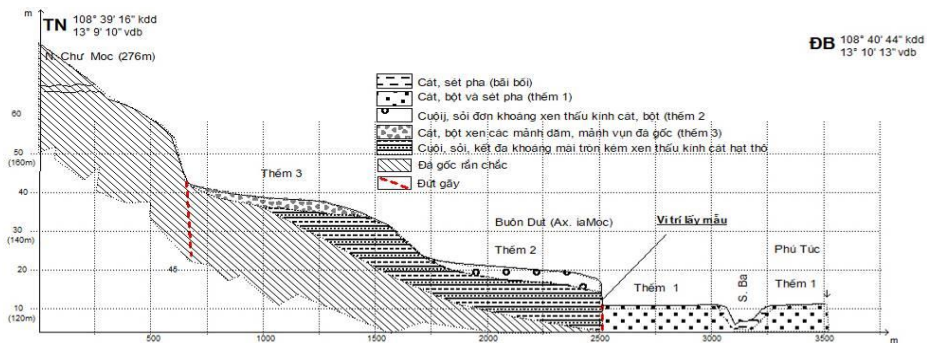 m
TN 108° 39' 16" kdd
13° 9' 10" vdb
ĐB 108° 40' 44" kdd
13° 10' 13" vdb
N. Chư Moc (276m)
Cát, sét pha (bãi bồi)
Cát, bột và sét pha (thềm 1)
Cuộij, sỏi đơn khoáng xen thấu kính cát, bột (thềm 2
Cát, bột xen các mảnh dăm, mảnh vụn đá gốc (thềm 3)
Cuội, sỏi, kết đa khoáng mài tròn kém xen thấu kính cát hạt thô
Đá gốc rắn chắc
Đứt gãy
60
50
(160m)
40
30
(140m)
20
10
(120m)
Thềm 3
Buôn Dut (Ax. iaMoc)
Vị trí lấy mẫu
Thềm 2
Phú Túc
Thềm 1
S. Ba
Thềm 1
500
1000
1500
2000
2500
3000
3500
m